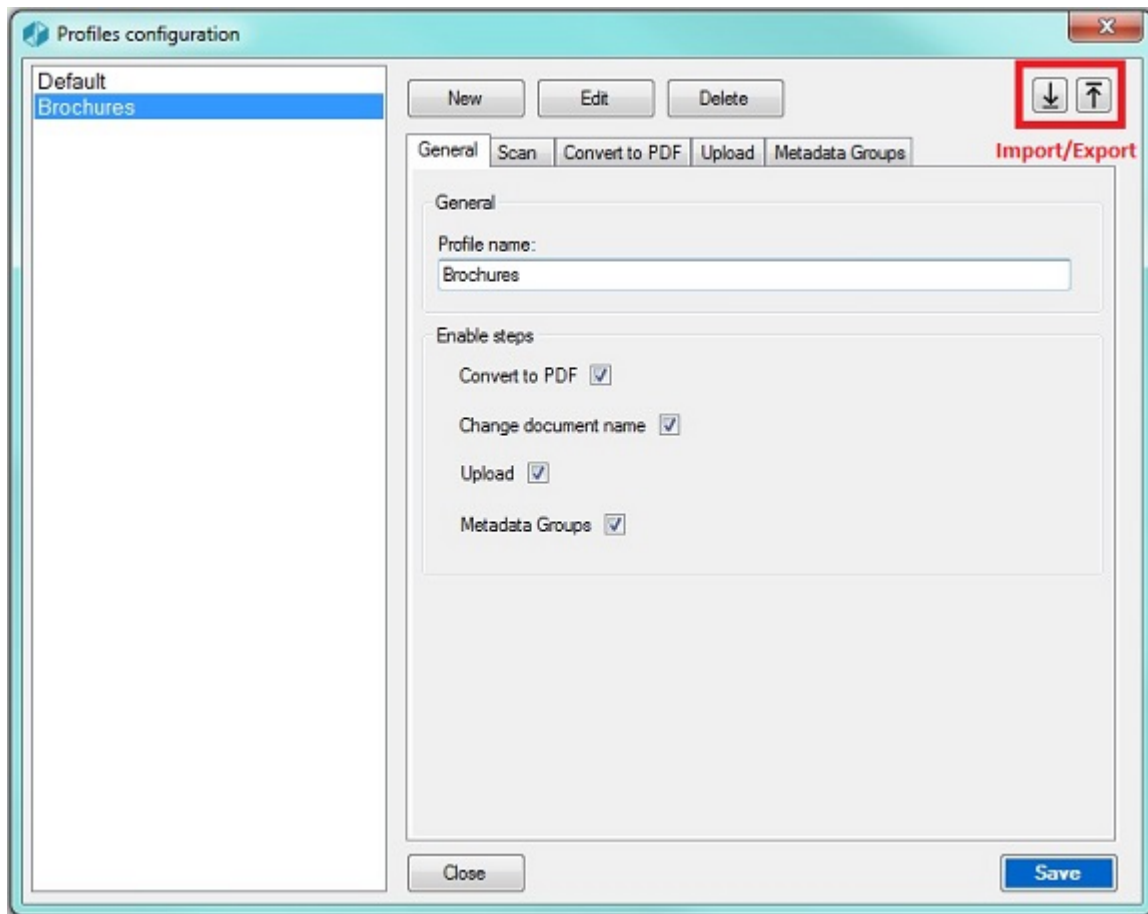 Profiles configuration
Default
Brochures
New Edit Delete
Import/Export
General Scan Convert to PDF Upload Metadata Groups
General
Profile name:
Brochures
Enable steps
Convert to PDF
Change document name
Upload
Metadata Groups
Close Save